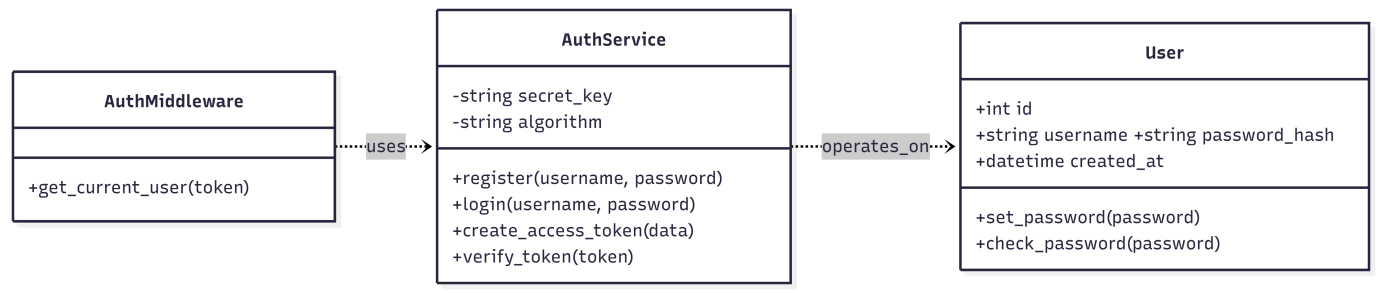 AuthMiddleware
+get_current_user(token)
uses
AuthService
-string secret_key
-string algorithm
+register(username, password)
+login(username, password)
+create_access_token(data)
+verify_token(token)
operates_on
User
+int id
+string username +string password_hash
+datetime created_at
+set_password(password)
+check_password(password)